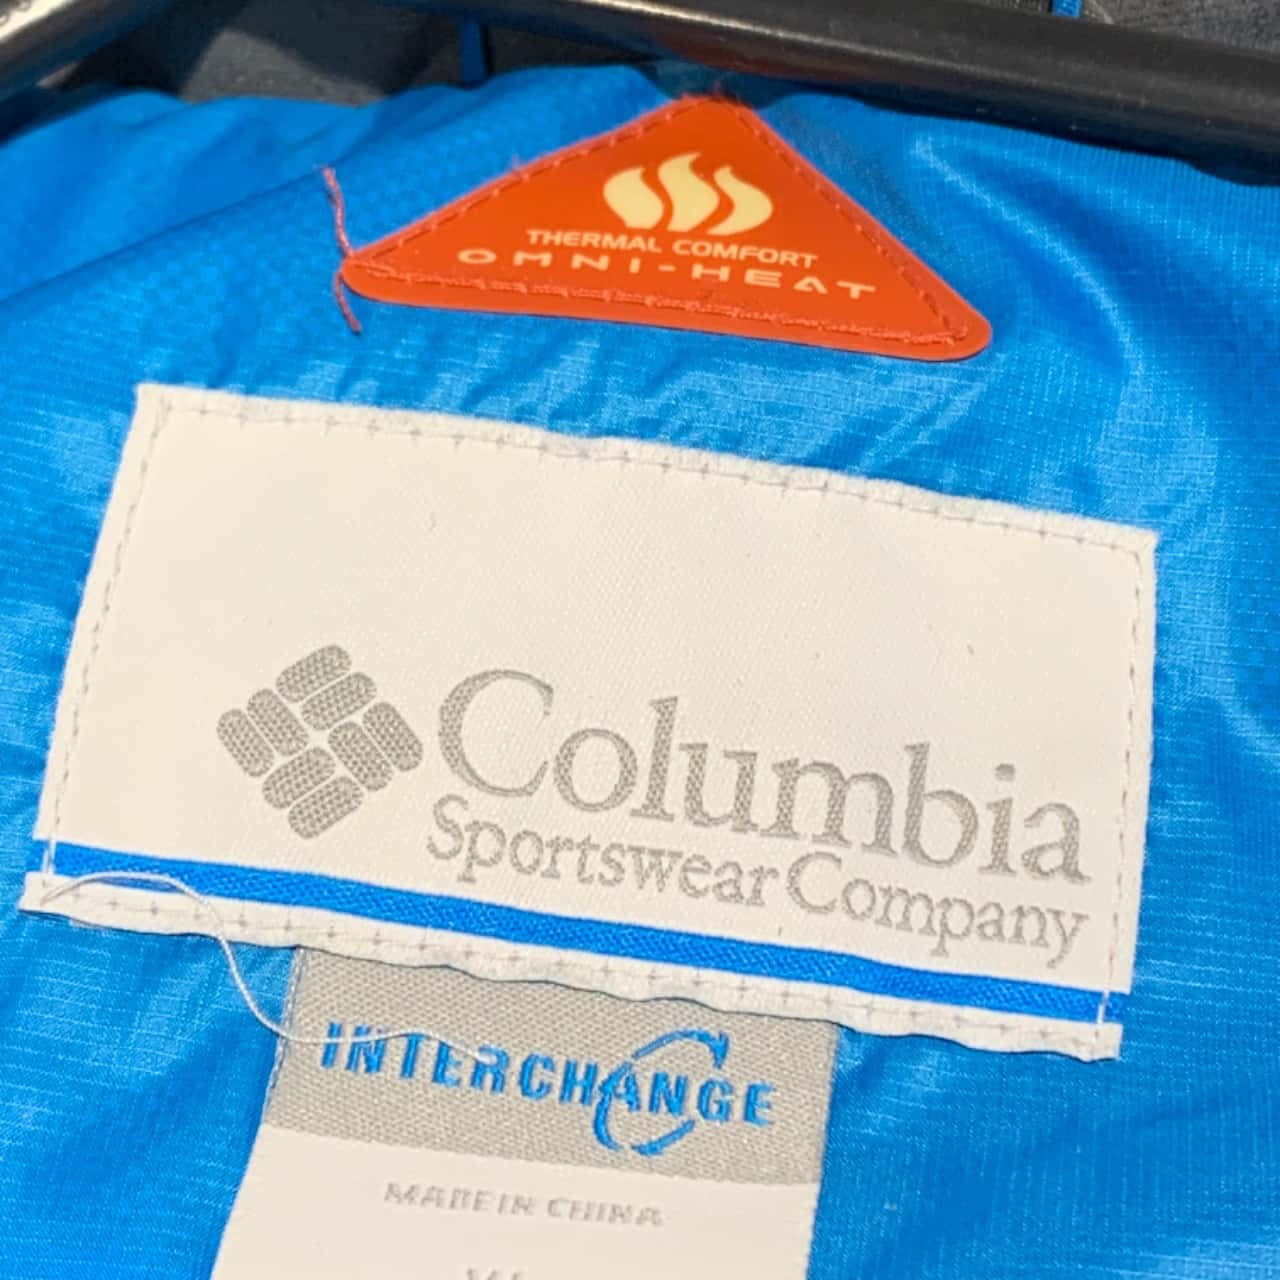 THERMAL COMFORT
OMNI-HEAT
Columbia
Sportswear Company
INTERCHANGE
MADE IN CHINA